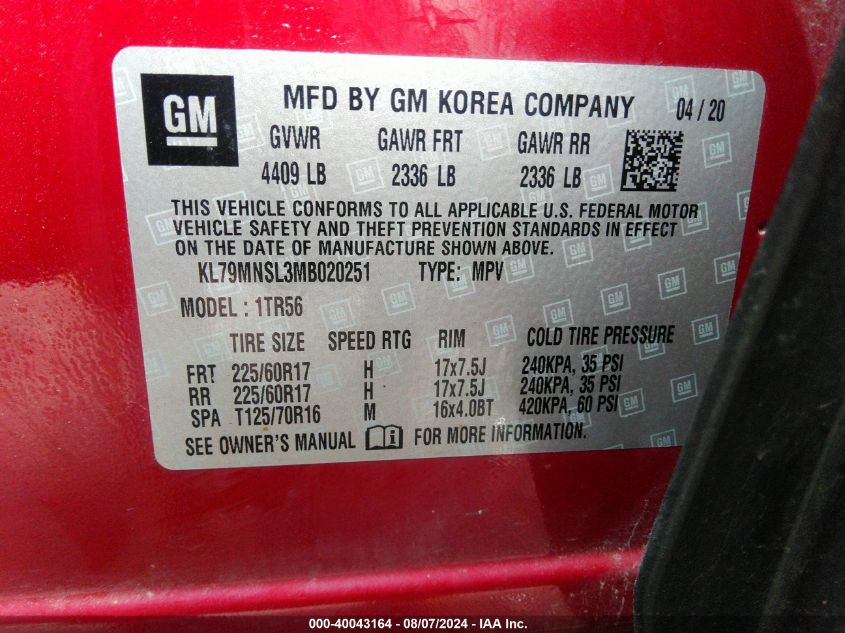 GM MFD BY GM KOREA COMPANY 04 / 20
GVWR GAWR FRT GAWR RR
4409 LB 2336 LB 2336 LB
THIS VEHICLE CONFORMS TO ALL APPLICABLE U.S. FEDERAL MOTOR
VEHICLE SAFETY AND THEFT PREVENTION STANDARDS IN EFFECT
ON THE DATE OF MANUFACTURE SHOWN ABOVE.
KL79MNSL3MB020251 TYPE: MPV
MODEL : 1TR56
TIRE SIZE SPEED RTG RIM COLD TIRE PRESSURE
FRT 225/60R17 H 17x7.5J 240KPA, 35 PSI
RR 225/60R17 H 17x7.5J 240KPA, 35 PSI
SPA T125/70R16 M 16x4.0BT 420KPA, 60 PSI
SEE OWNER'S MANUAL FOR MORE INFORMATION.
000-40043164 - 08/07/2024 - IAA Inc.